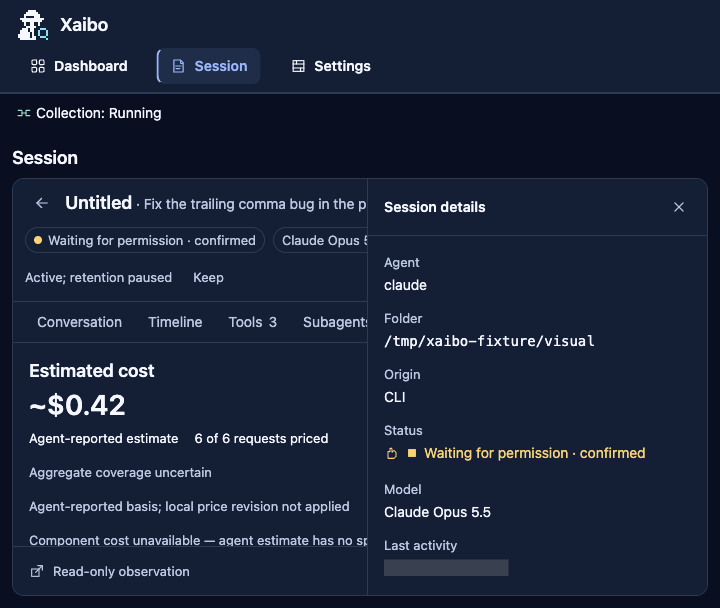 Xaibo
Dashboard Session Settings
Collection: Running
Session
Untitled · Fix the trailing comma bug in the p
Waiting for permission · confirmed
Claude Opus 5
Active; retention paused Keep
Conversation Timeline Tools 3 Subagents
Estimated cost
~$0.42
Agent-reported estimate 6 of 6 requests priced
Aggregate coverage uncertain
Agent-reported basis; local price revision not applied
Component cost unavailable — agent estimate has no sp
Read-only observation
Session details
Agent
claude
Folder
/tmp/xaibo-fixture/visual
Origin
CLI
Status
Waiting for permission · confirmed
Model
Claude Opus 5.5
Last activity